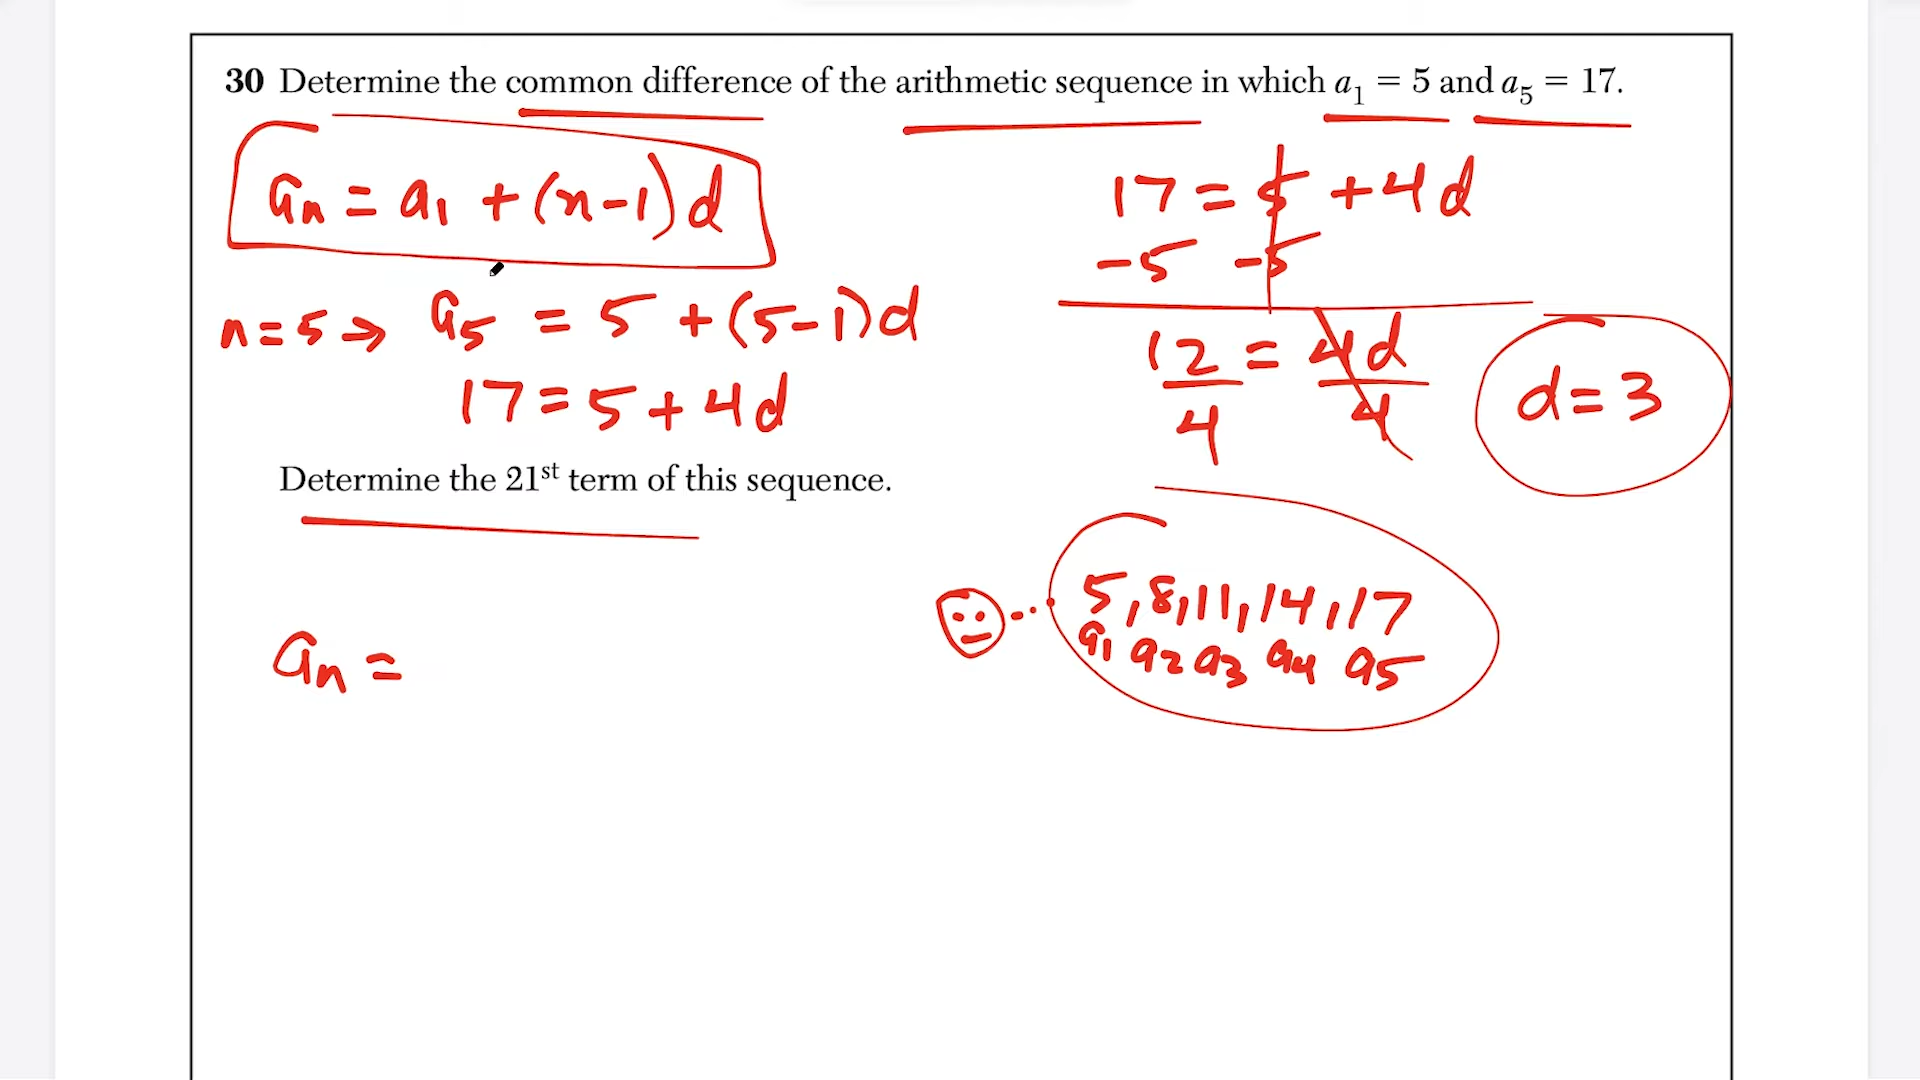 30 Determine the common difference of the arithmetic sequence in which a₁ = 5 and a₅ = 17.
aₙ = a₁ + (n-1)d
n=5 → a₅ = 5 + (5-1)d
17 = 5 + 4d
17 = 5 + 4d
-5 -5
12 = 4d
4 4
d = 3
Determine the 21st term of this sequence.
5, 8, 11, 14, 17
a₁ a₂ a₃ a₄ a₅
aₙ =